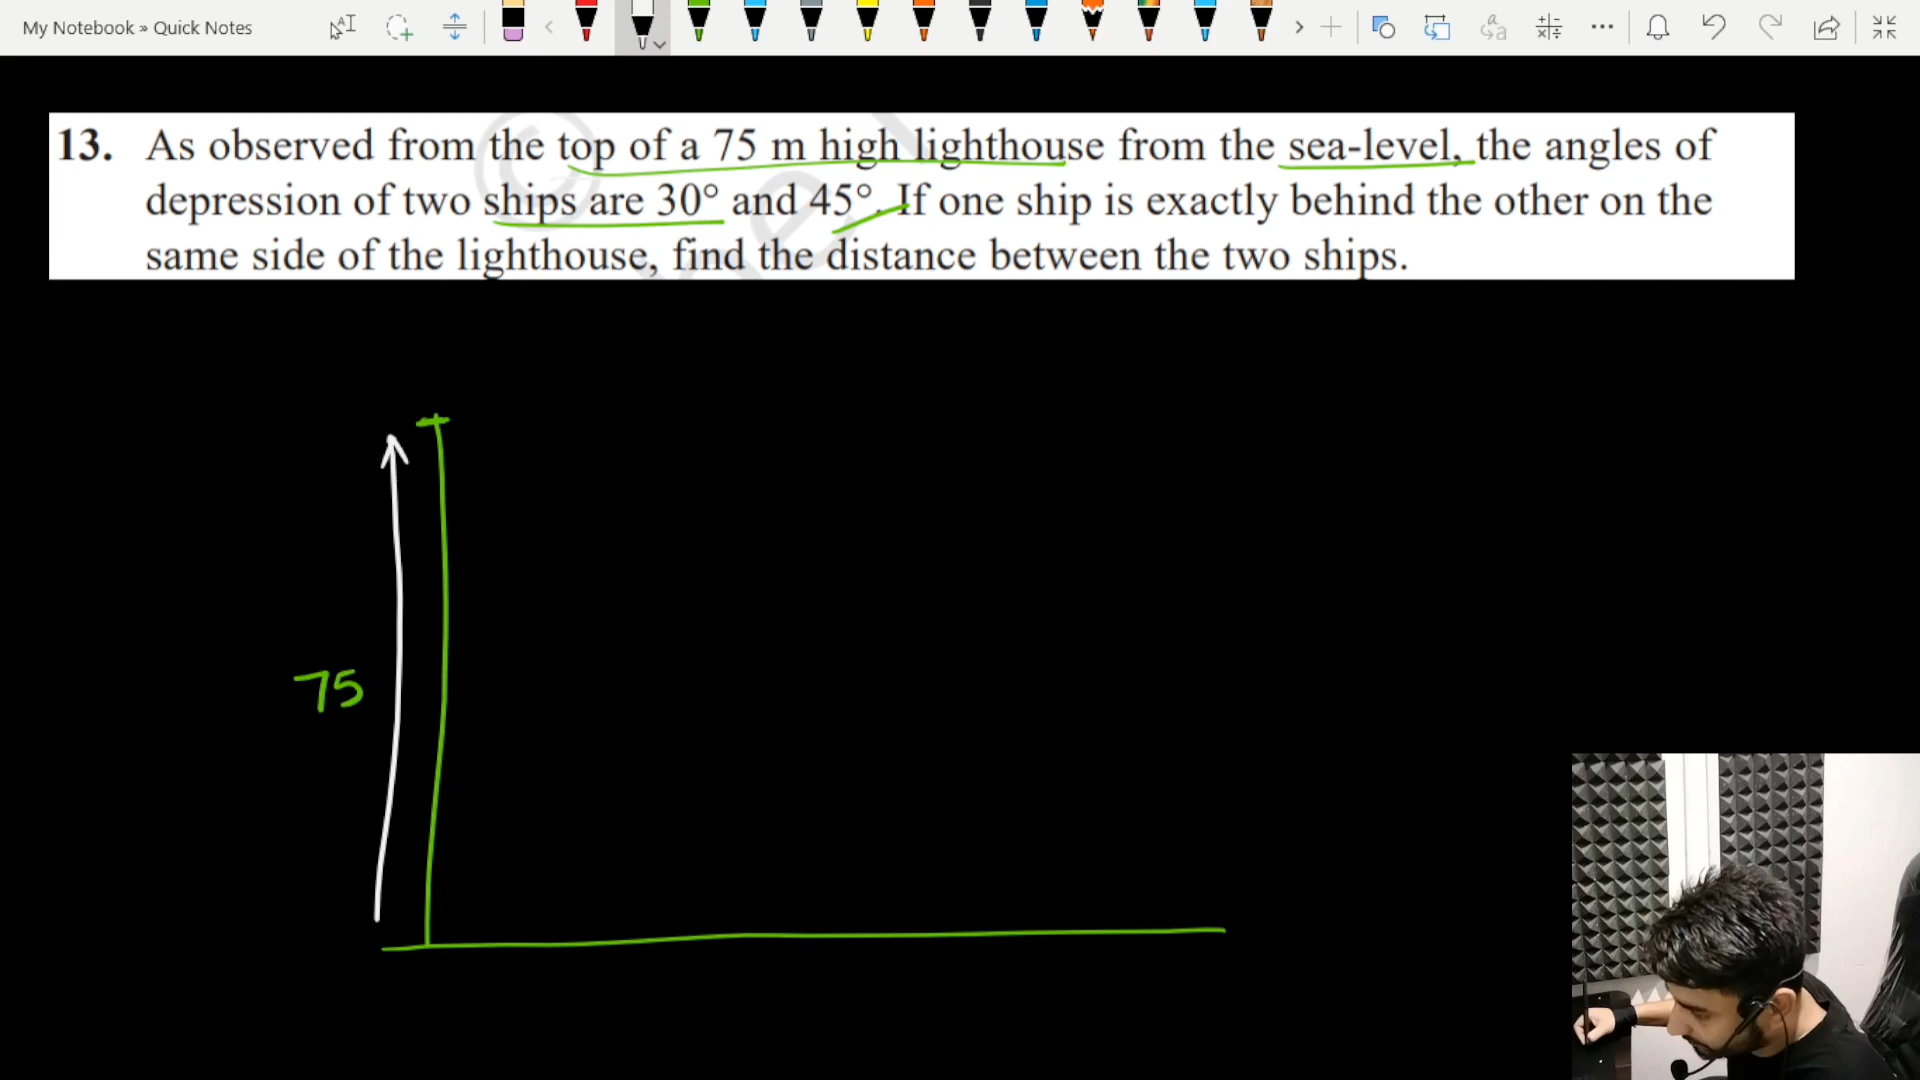 My Notebook » Quick Notes
13. As observed from the top of a 75 m high lighthouse from the sea-level, the angles of
depression of two ships are 30° and 45°. If one ship is exactly behind the other on the
same side of the lighthouse, find the distance between the two ships.
75